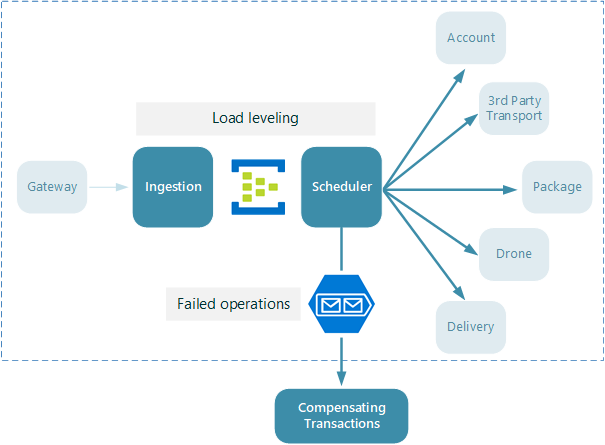 Account
3rd Party
Transport
Load leveling
Gateway
Ingestion
Scheduler
Package
Drone
Failed operations
Delivery
Compensating
Transactions